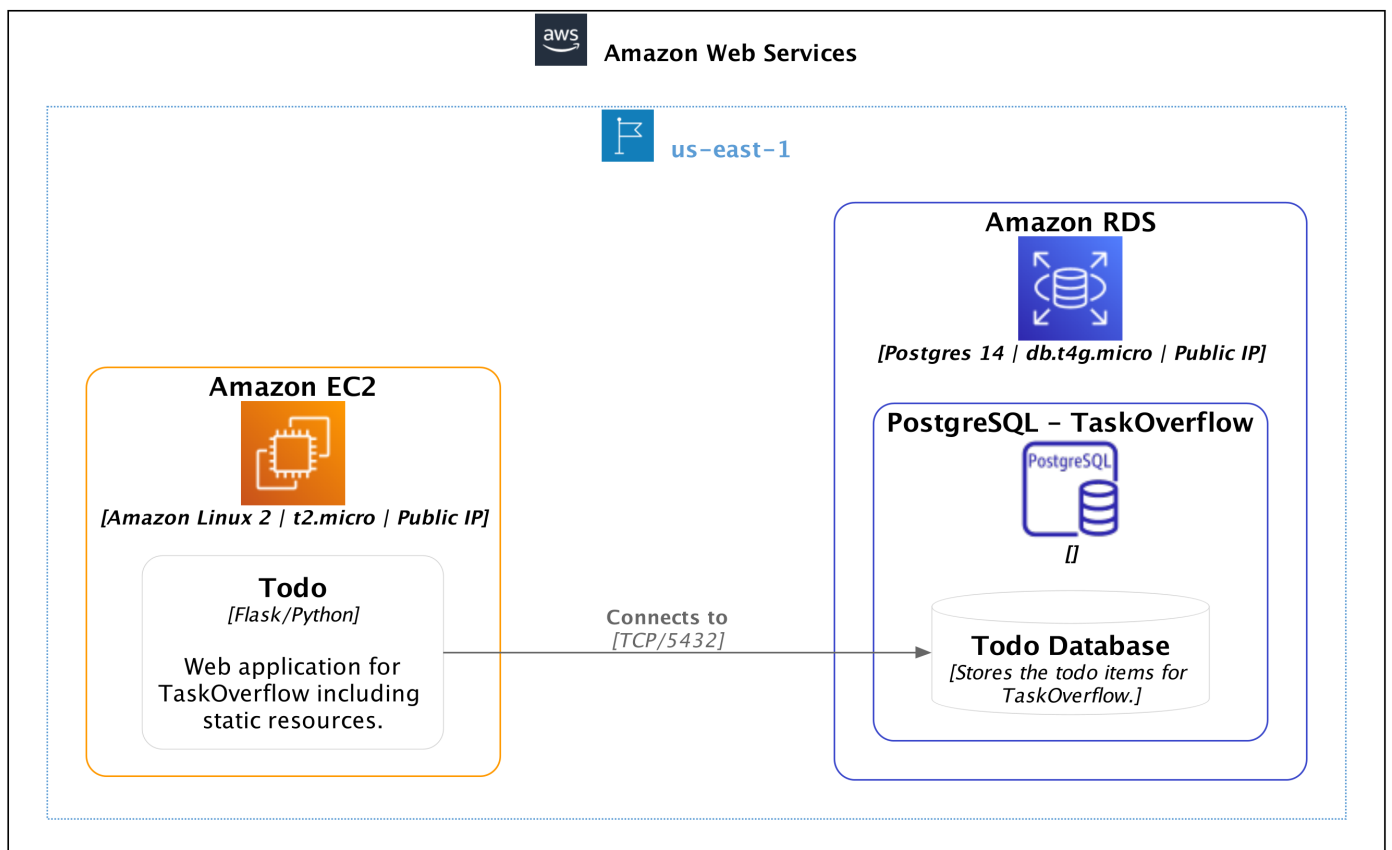 aws
Amazon Web Services
us-east-1
Amazon RDS
[Postgres 14 | db.t4g.micro | Public IP]
Amazon EC2
[Amazon Linux 2 | t2.micro | Public IP]
PostgreSQL - TaskOverflow
PostgreSQL
[]
Todo
[Flask/Python]
Web application for
TaskOverflow including
static resources.
Connects to
[TCP/5432]
Todo Database
[Stores the todo items for
TaskOverflow.]